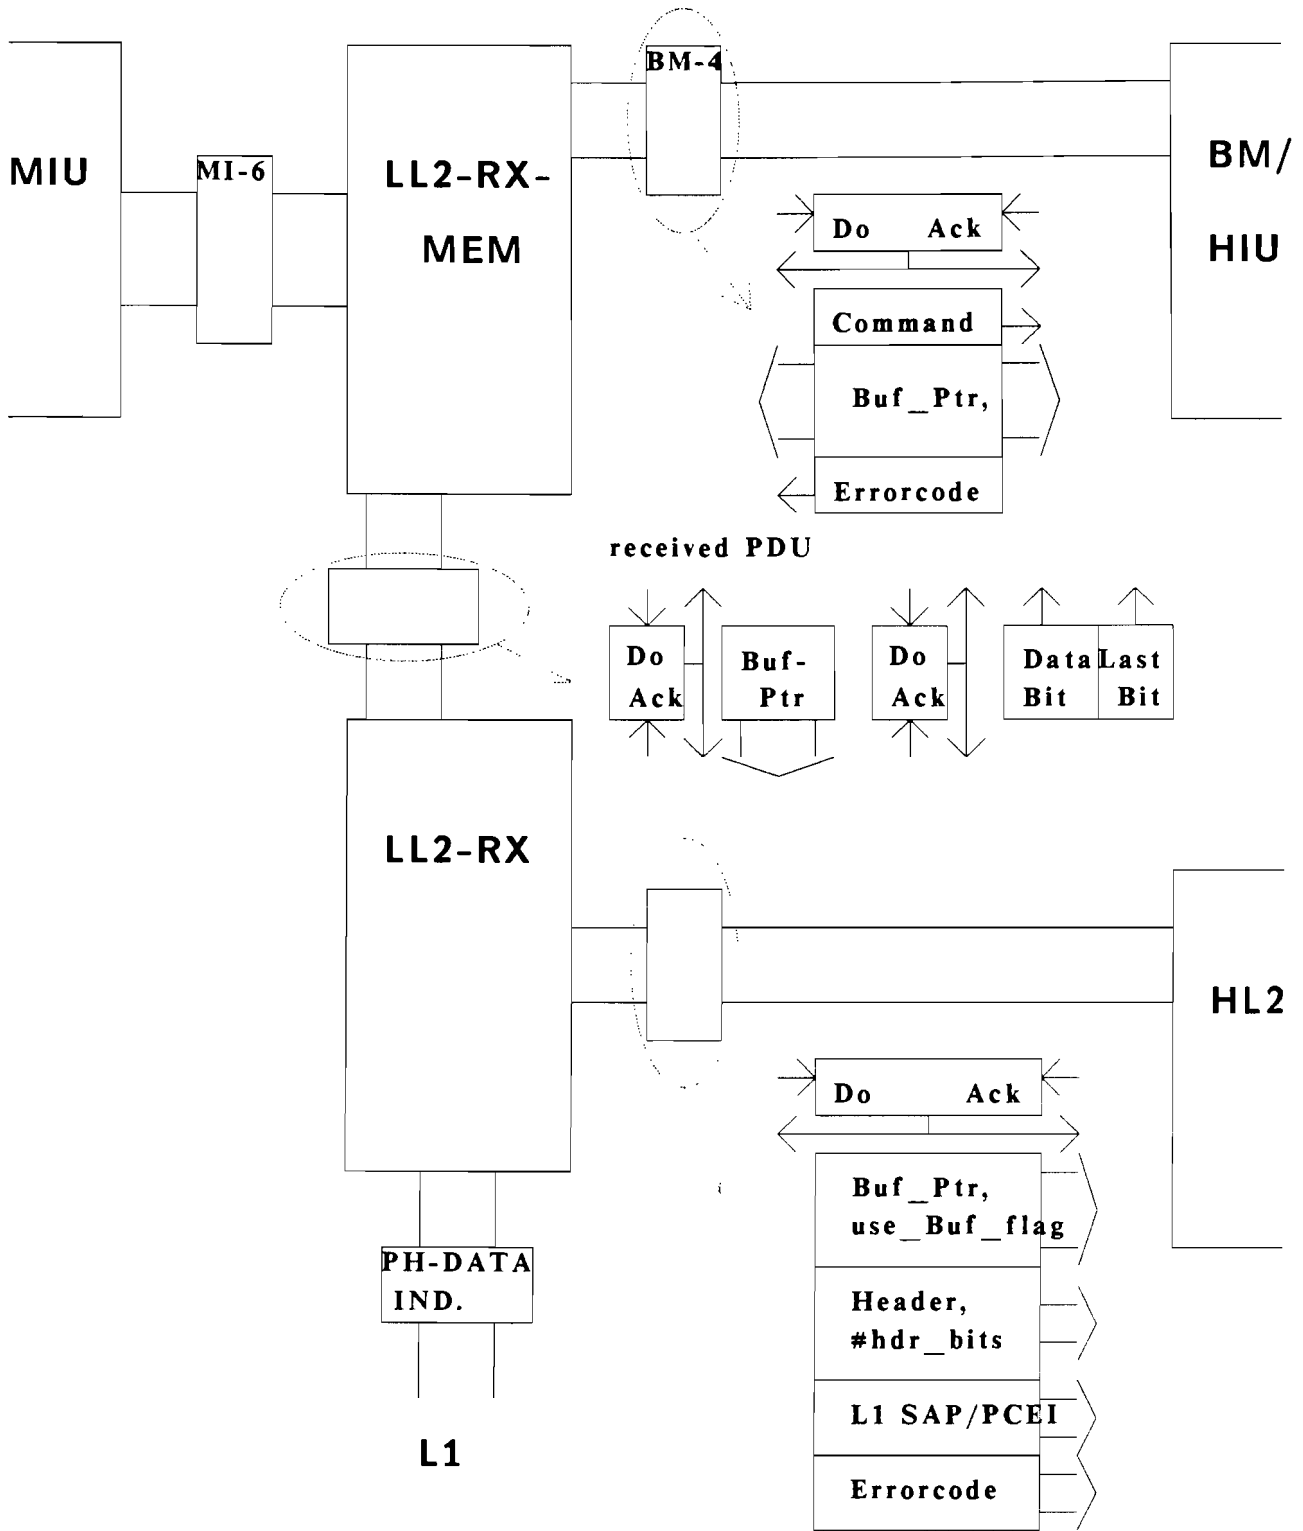 BM-4
MIU
MI-6
LL2-RX-
MEM
BM/
HIU
Do Ack
Command
Buf_Ptr,
Errorcode
received PDU
Do
Ack
Buf-
Ptr
Do
Ack
Data
Bit
Last
Bit
LL2-RX
HL2
Do Ack
Buf_Ptr,
use_Buf_flag
Header,
#hdr_bits
L1 SAP/PCEI
Errorcode
PH-DATA
IND.
L1